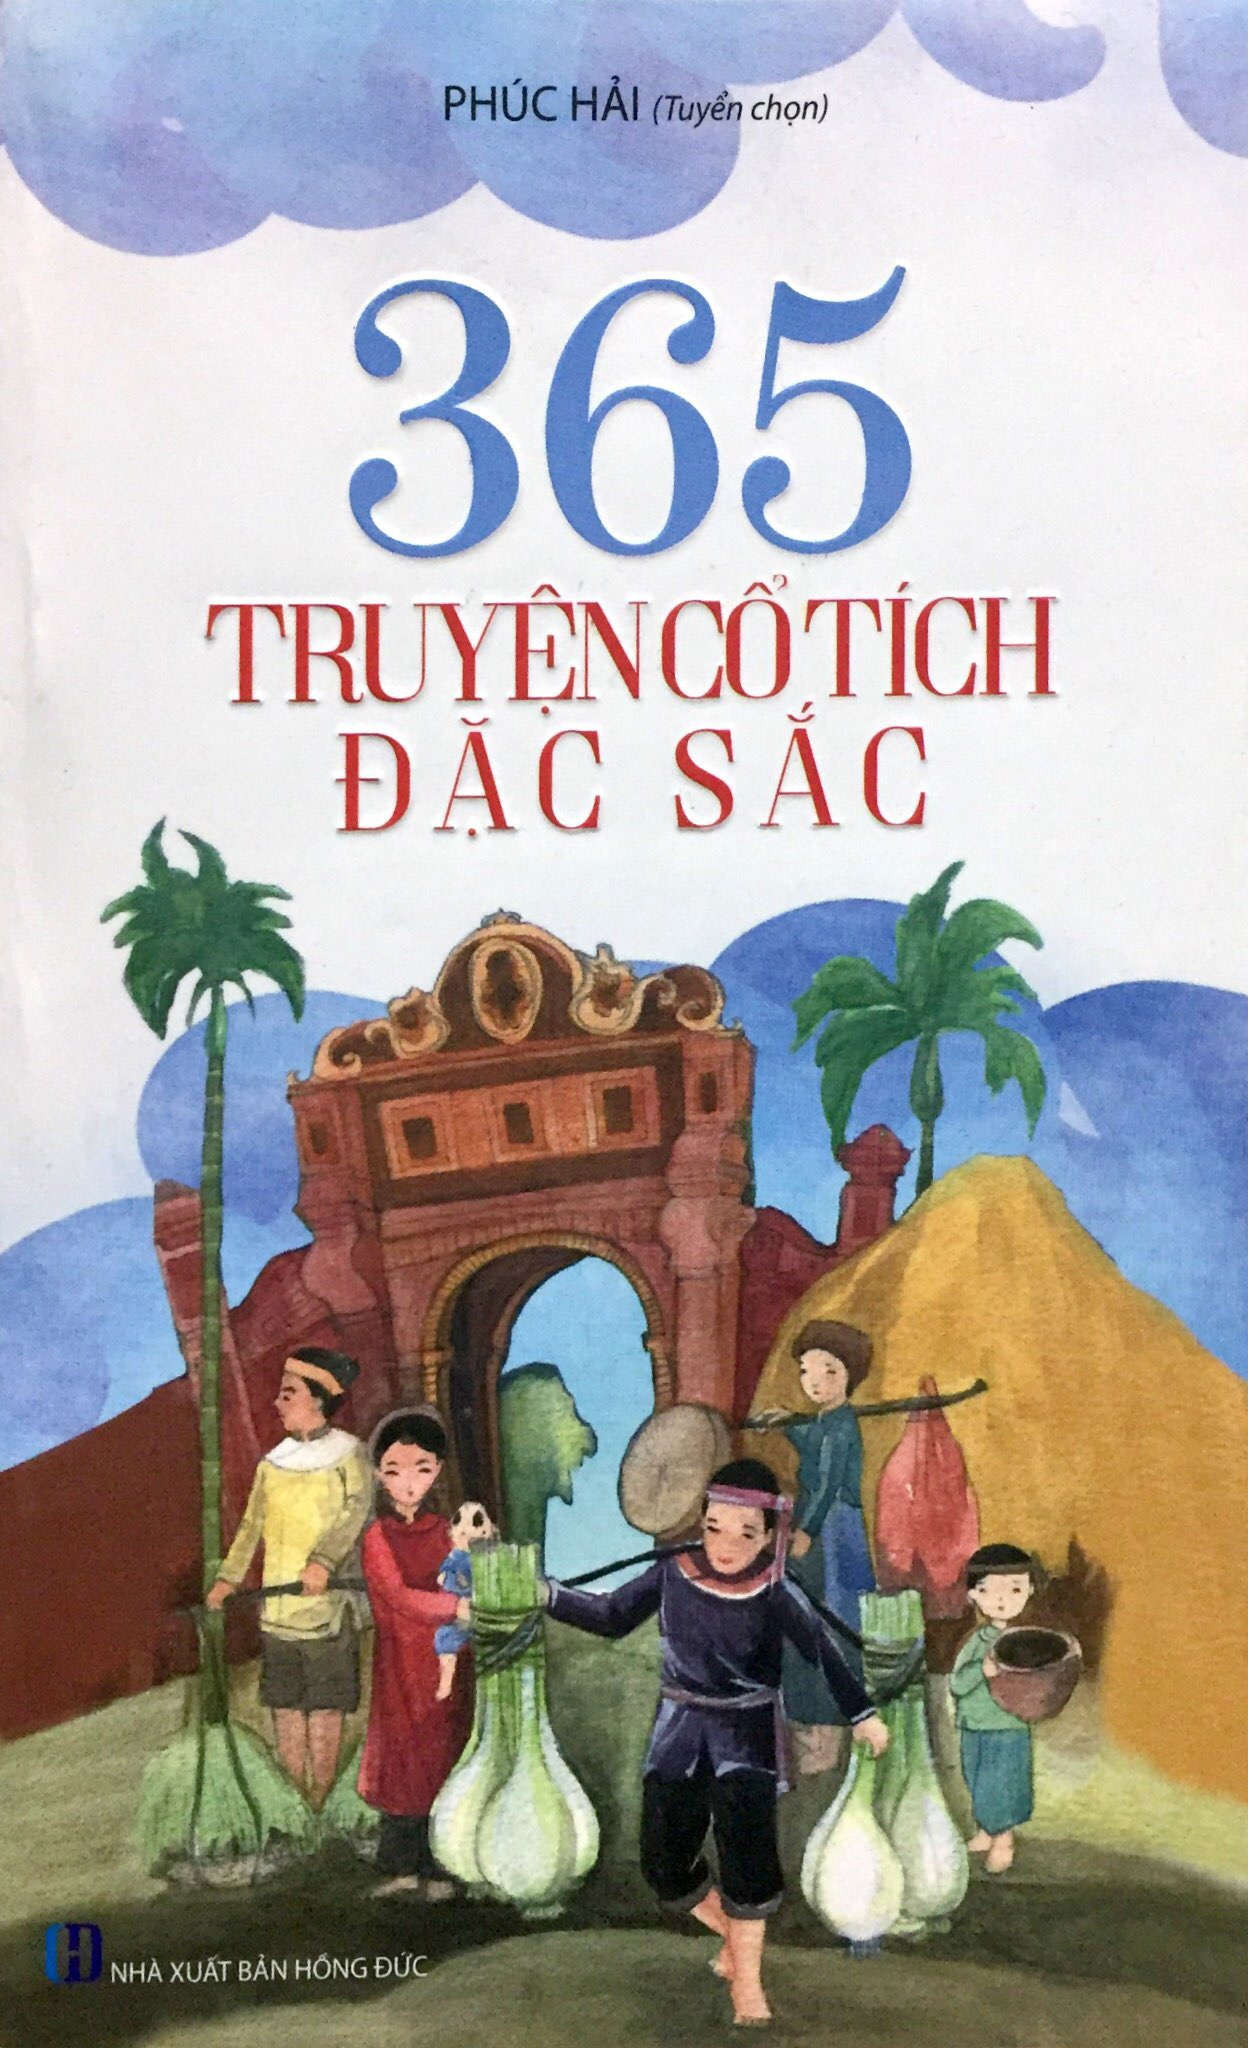 PHÚC HẢI (Tuyển chọn)
365
TRUYỆN CỔ TÍCH
ĐẶC SẮC
NHÀ XUẤT BẢN HỒNG ĐỨC